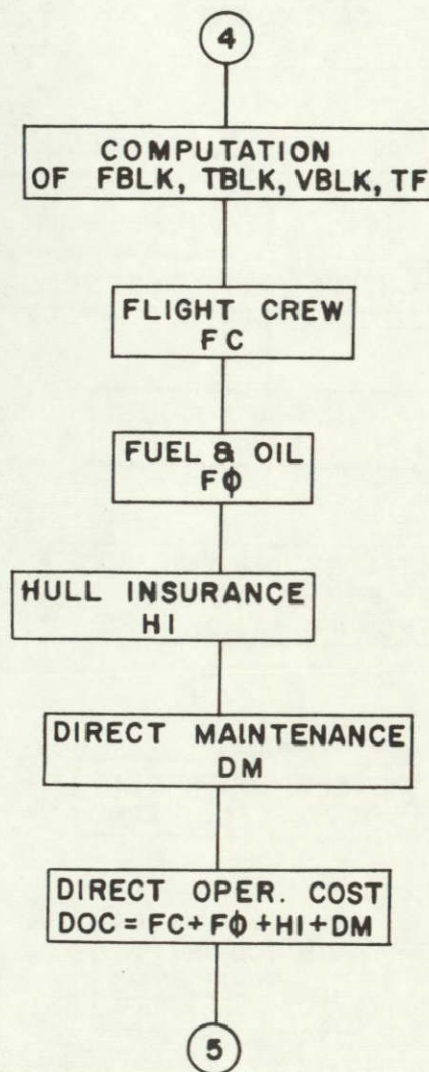 4
COMPUTATION
OF FBLK, TBLK, VBLK, TF
FLIGHT CREW
FC
FUEL & OIL
Fϕ
HULL INSURANCE
HI
DIRECT MAINTENANCE
DM
DIRECT OPER. COST
DOC = FC + Fϕ + HI + DM
5